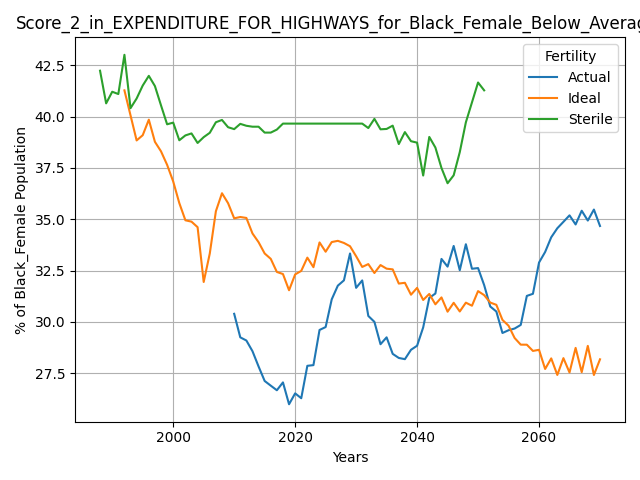 Score_2_in_EXPENDITURE_FOR_HIGHWAYS_for_Black_Female_Below_Averag
Fertility
Actual
Ideal
Sterile
% of Black_Female Population
42.5
40.0
37.5
35.0
32.5
30.0
27.5
2000
2020
2040
2060
Years